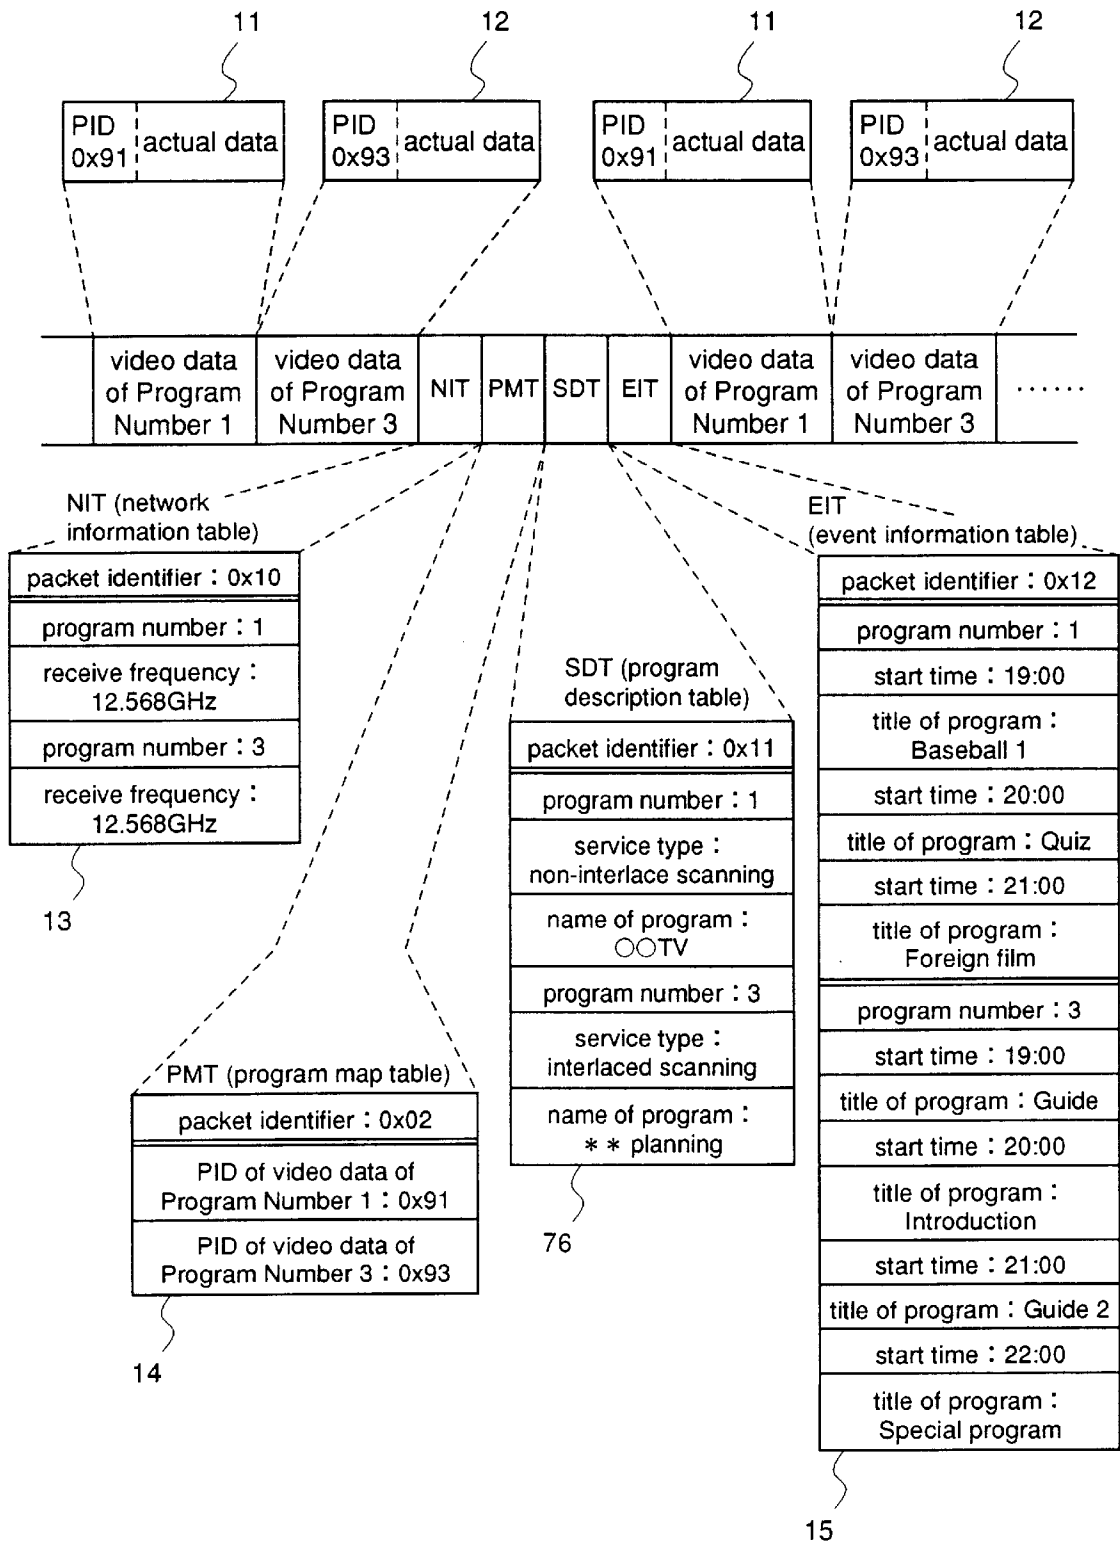 11
12
11
12
PID
0x91
actual data
PID
0x93
actual data
PID
0x91
actual data
PID
0x93
actual data
video data
of Program
Number 1
video data
of Program
Number 3
NIT
PMT
SDT
EIT
video data
of Program
Number 1
video data
of Program
Number 3
......
NIT (network
information table)
packet identifier : 0x10
program number : 1
receive frequency :
12.568GHz
program number : 3
receive frequency :
12.568GHz
13
PMT (program map table)
packet identifier : 0x02
PID of video data of
Program Number 1 : 0x91
PID of video data of
Program Number 3 : 0x93
14
SDT (program
description table)
packet identifier : 0x11
program number : 1
service type :
non-interlace scanning
name of program :
○○TV
program number : 3
service type :
interlaced scanning
name of program :
＊＊ planning
76
EIT
(event information table)
packet identifier : 0x12
program number : 1
start time : 19:00
title of program :
Baseball 1
start time : 20:00
title of program : Quiz
start time : 21:00
title of program :
Foreign film
program number : 3
start time : 19:00
title of program : Guide
start time : 20:00
title of program :
Introduction
start time : 21:00
title of program : Guide 2
start time : 22:00
title of program :
Special program
15